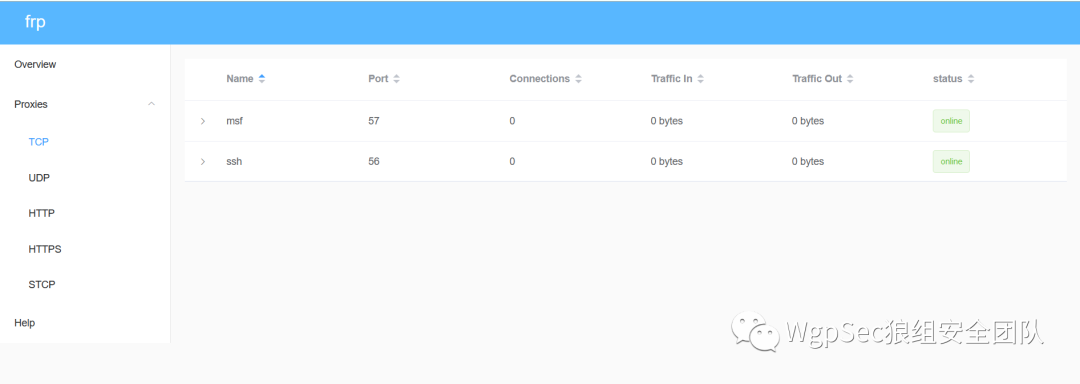 frp
Overview
Proxies
TCP
UDP
HTTP
HTTPS
STCP
Help
Name Port Connections Traffic In Traffic Out status
msf 57 0 0 bytes 0 bytes online
ssh 56 0 0 bytes 0 bytes online
WgpSec狼组安全团队